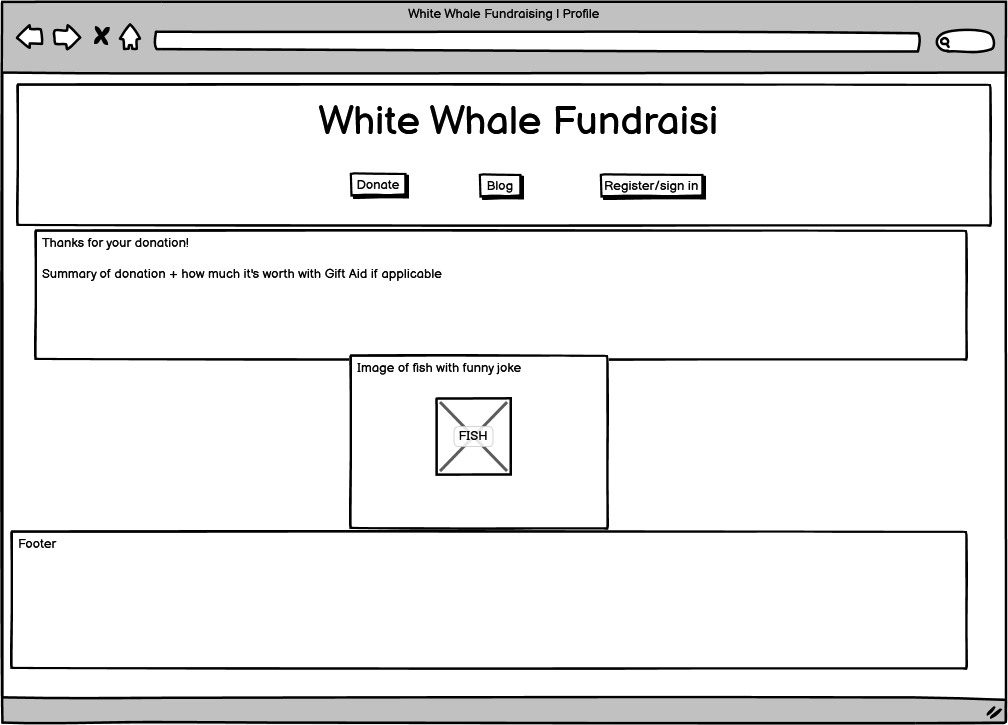 White Whale Fundraising | Profile
White Whale Fundraisi
Donate Blog Register/sign in
Thanks for your donation!
Summary of donation + how much it's worth with Gift Aid if applicable
Image of fish with funny joke
FISH
Footer